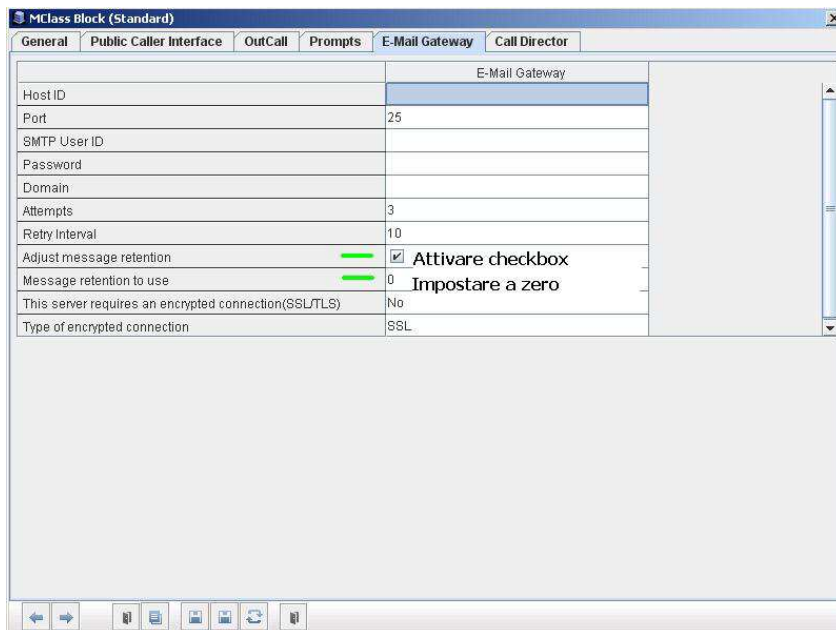 MClass Block (Standard)
General Public Caller Interface OutCall Prompts E-Mail Gateway Call Director
E-Mail Gateway
Host ID
Port 25
SMTP User ID
Password
Domain
Attempts 3
Retry Interval 10
Adjust message retention Attivare checkbox
Message retention to use 0 Impostare a zero
This server requires an encrypted connection(SSL/TLS) No
Type of encrypted connection SSL